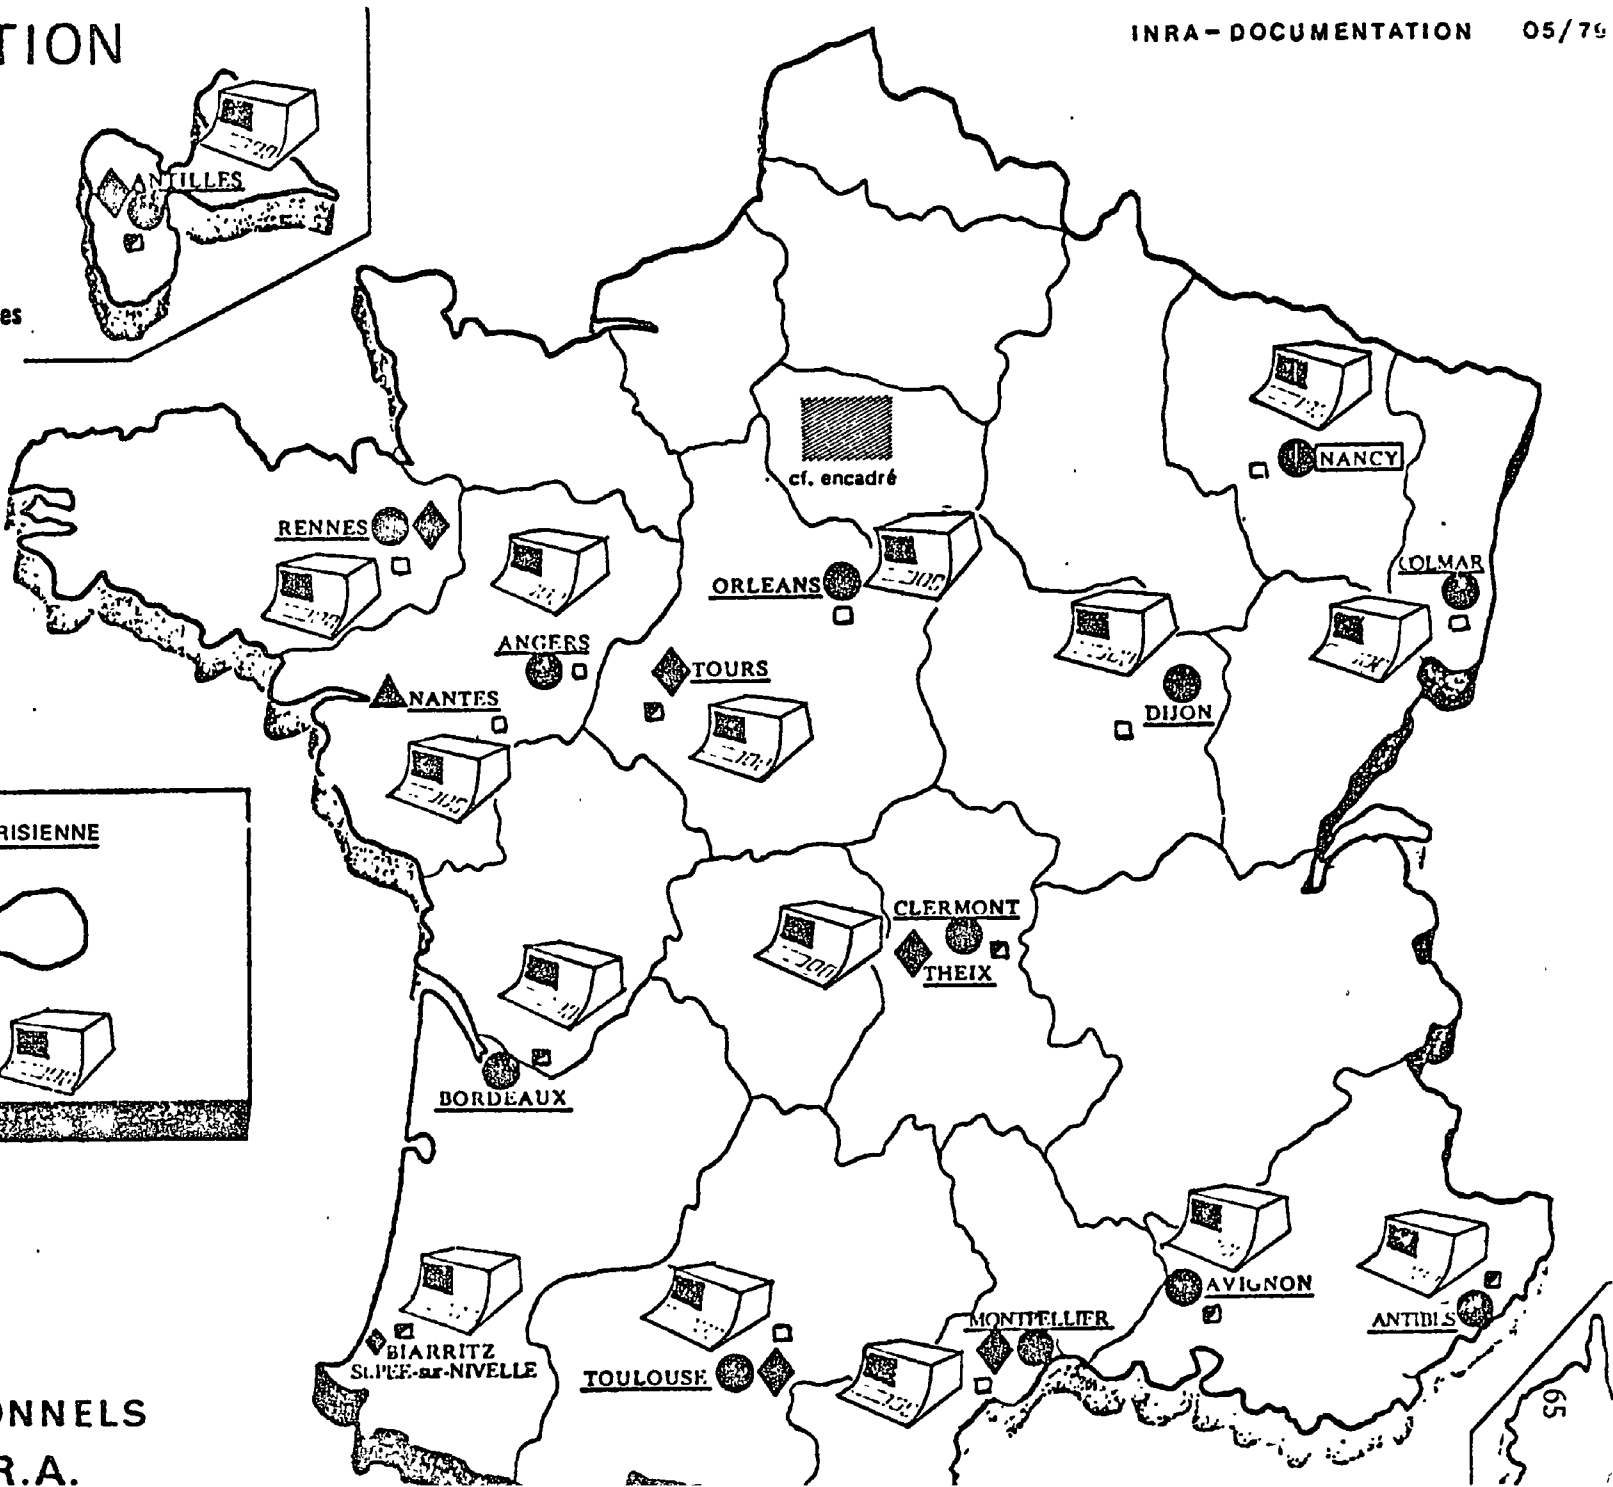 TION
INRA-DOCUMENTATION 05/79
ANTILLES
es
cf. encadré
NANCY
RENNES
COLMAR
ORLEANS
ANGERS
TOURS
NANTES
DIJON
RISIENNE
CLERMONT
THEIX
BORDEAUX
AVIGNON
MONTPELLIER
ANTIBES
BIARRITZ
St.PEE-sur-NIVELLE
TOULOUSE
65
ONNELS
R.A.